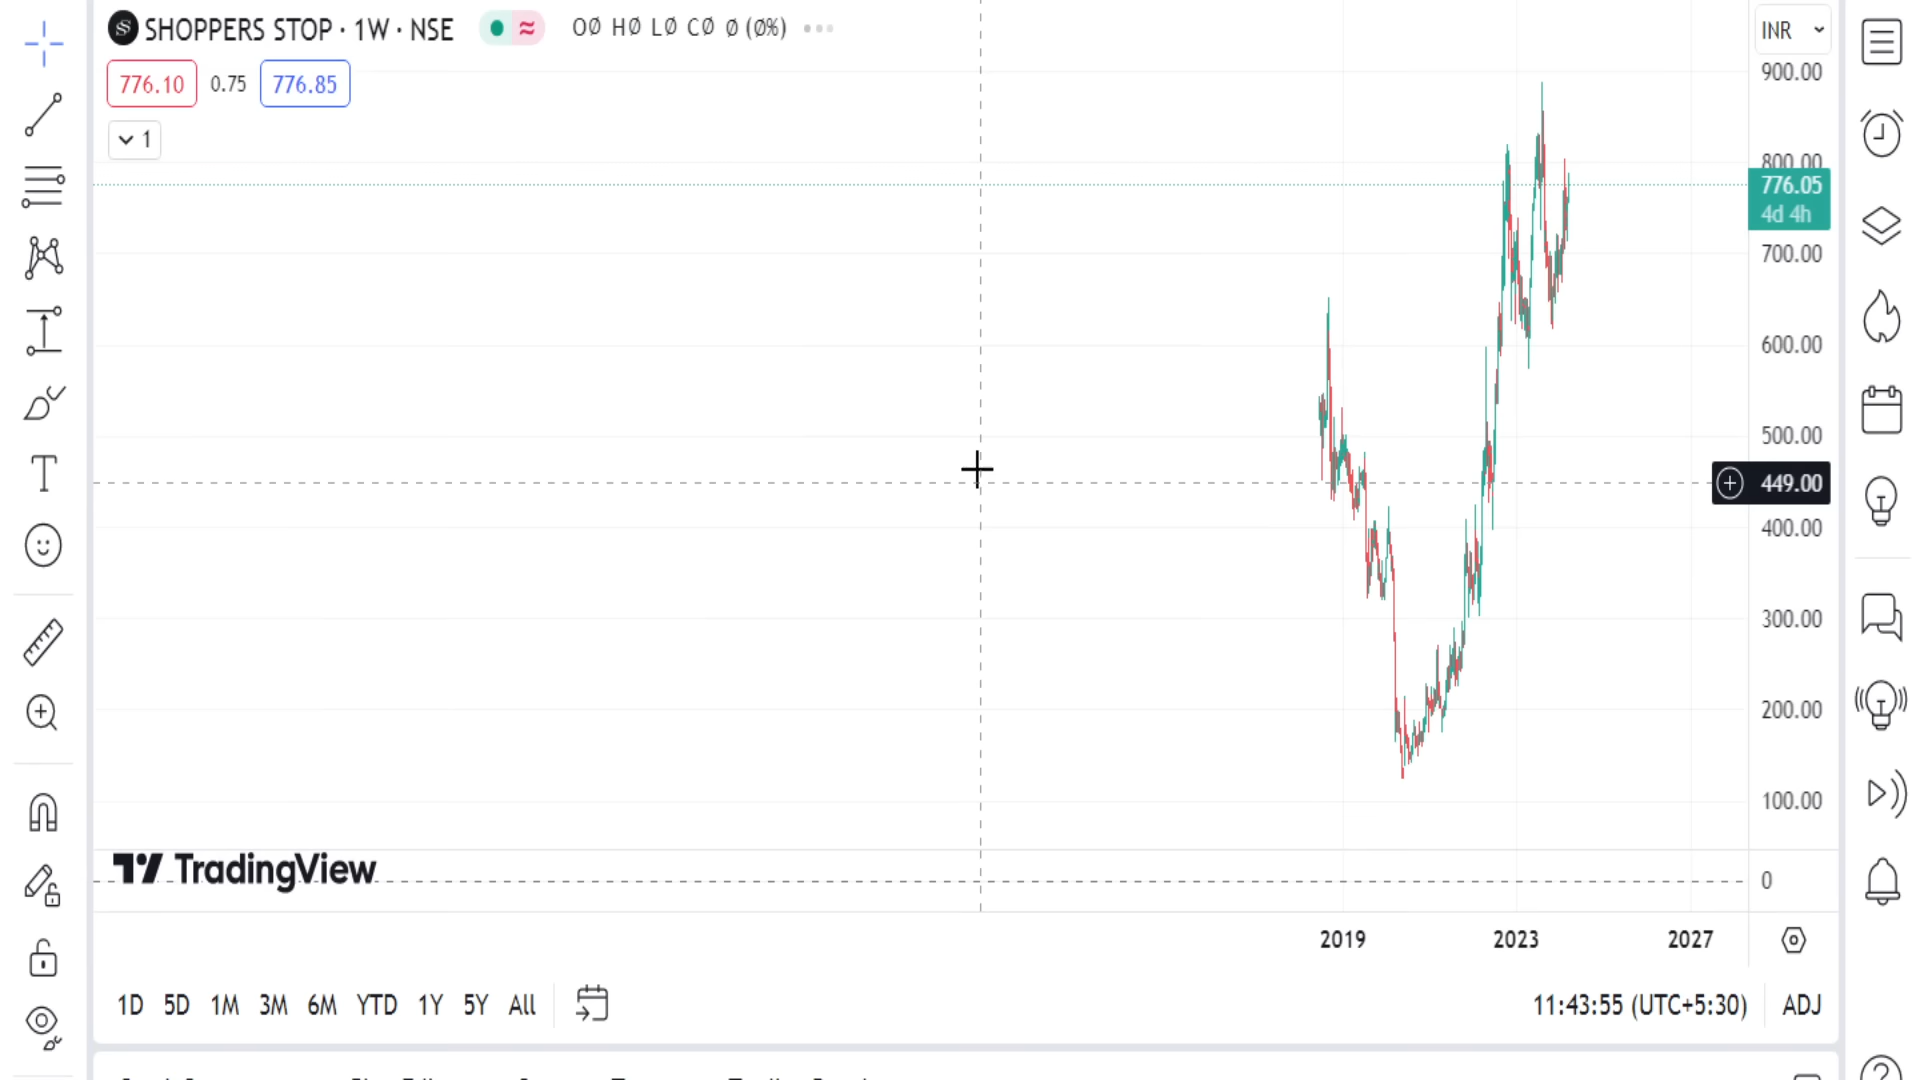 SHOPPERS STOP · 1W · NSE
O∅ H∅ L∅ C∅ ∅ (∅%)
INR
776.10 0.75 776.85
1
900.00
800.00
776.05
4d 4h
700.00
600.00
500.00
449.00
400.00
300.00
200.00
100.00
TradingView
0
2019 2023 2027
1D 5D 1M 3M 6M YTD 1Y 5Y All
11:43:55 (UTC+5:30) ADJ